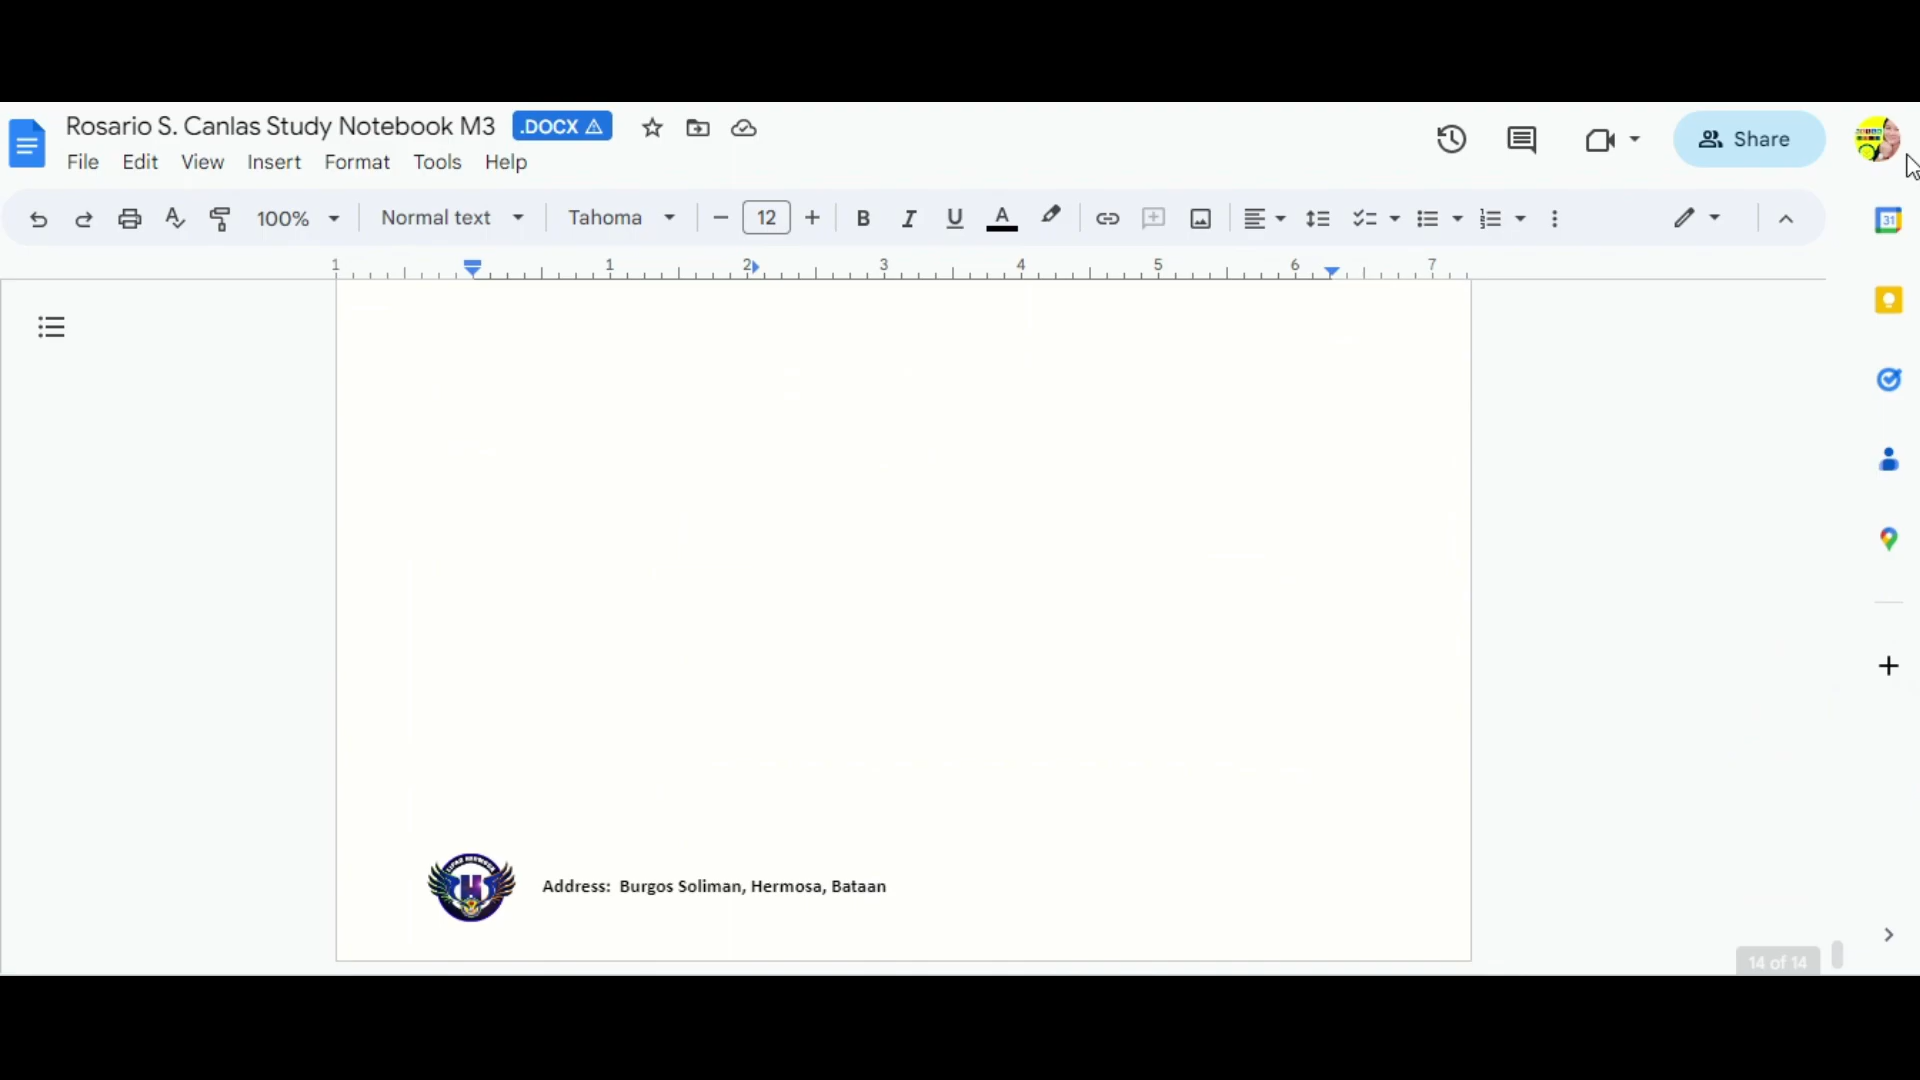 Rosario S. Canlas Study Notebook M3 .DOCX
File Edit View Insert Format Tools Help
Share
100% Normal text Tahoma 12 B I U A
31
1 1 2 3 4 5 6 7
Address: Burgos Soliman, Hermosa, Bataan
14 of 14